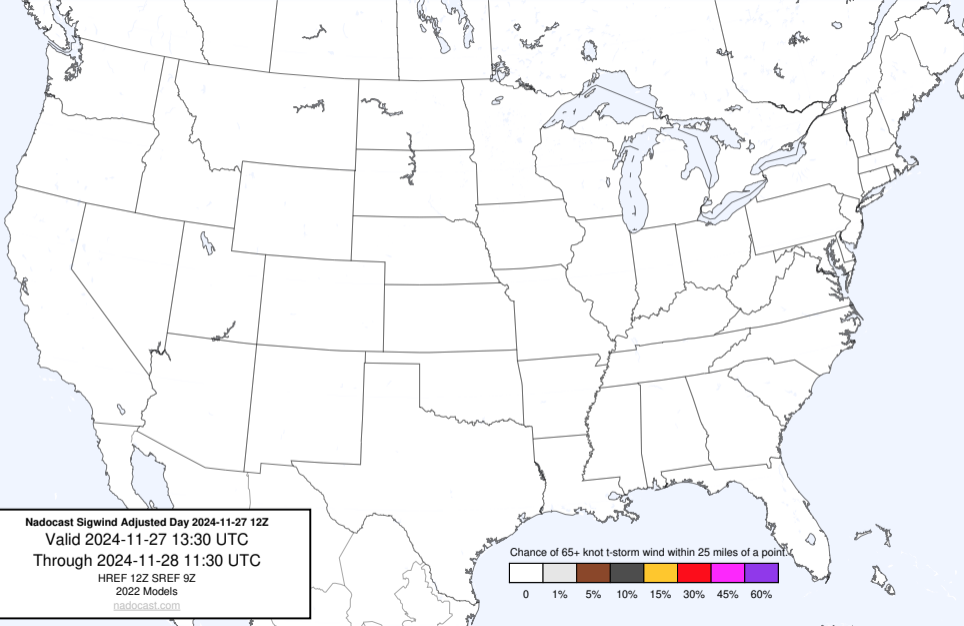 Nadocast Sigwind Adjusted Day 2024-11-27 12Z
Valid 2024-11-27 13:30 UTC
Through 2024-11-28 11:30 UTC
HREF 12Z SREF 9Z
2022 Models
nadocast.com
Chance of 65+ knot t-storm wind within 25 miles of a point.
0 1% 5% 10% 15% 30% 45% 60%